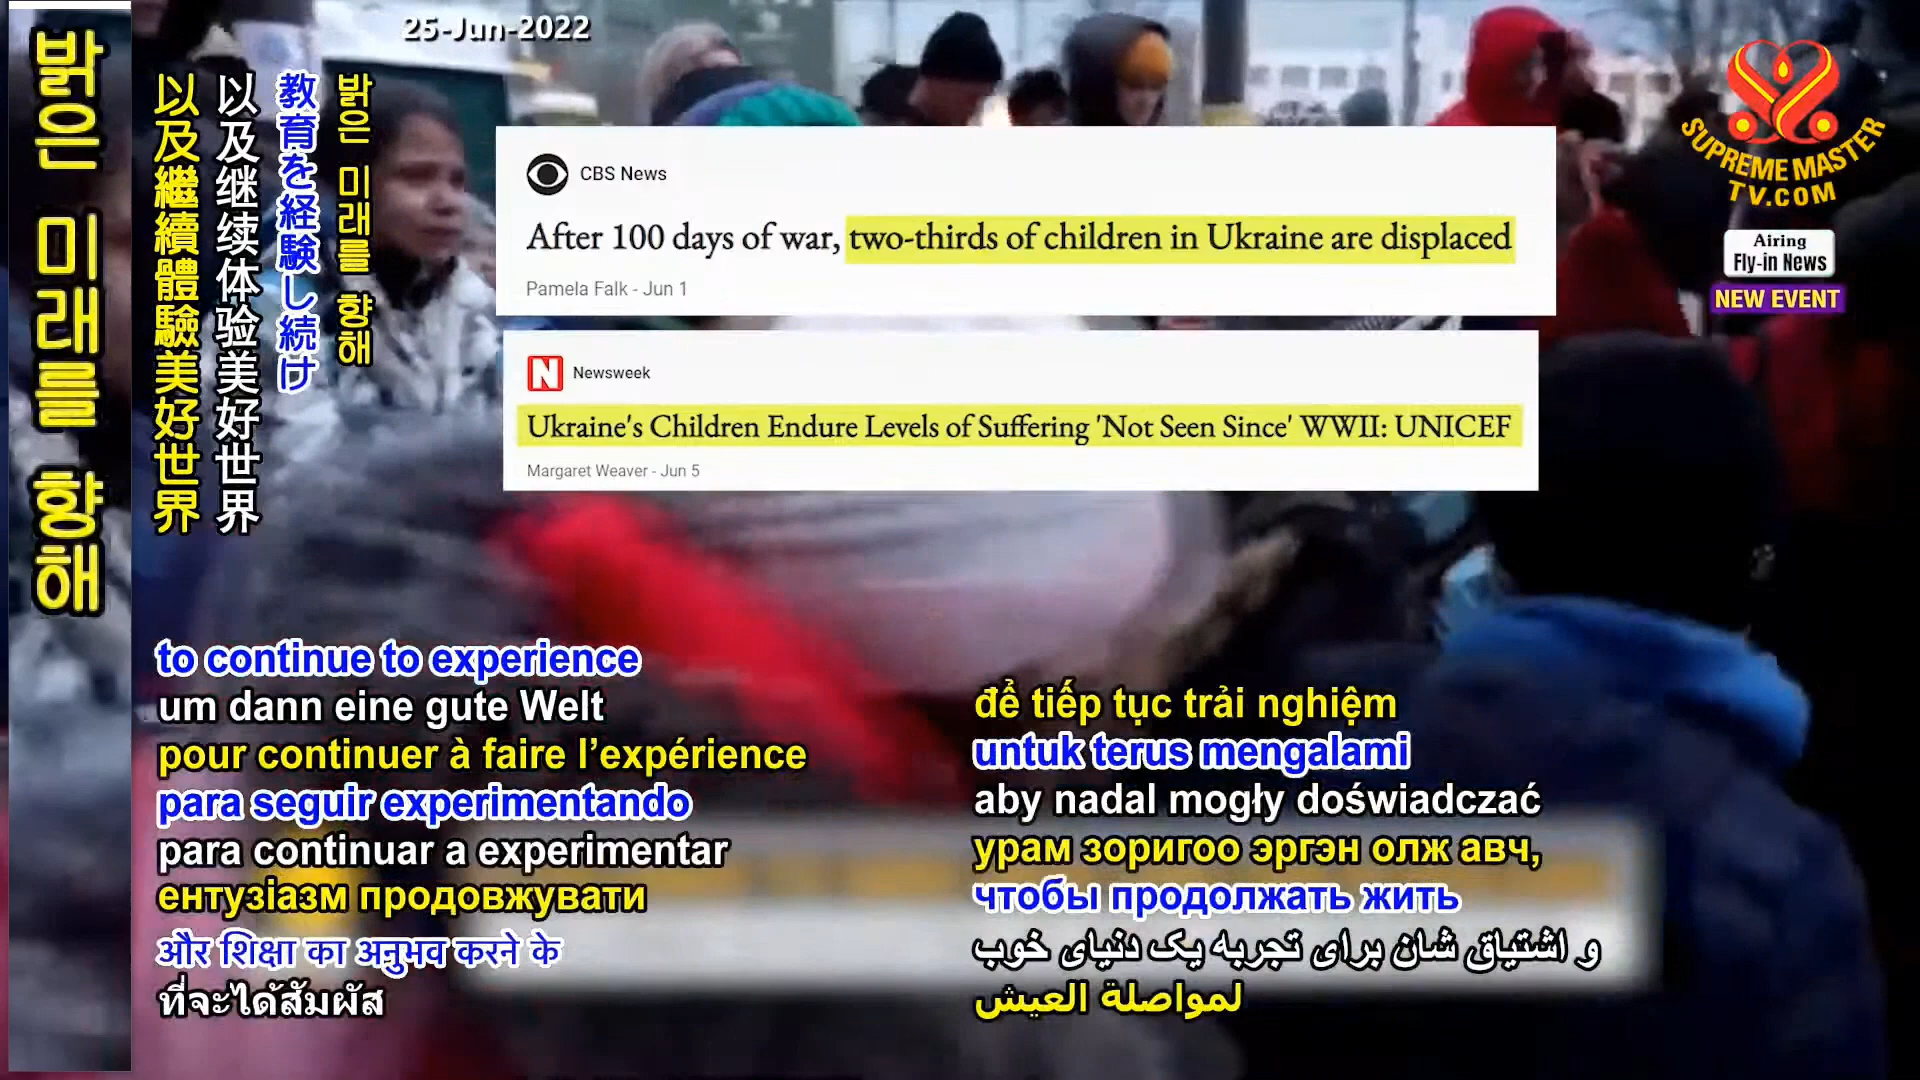 25-Jun-2022
밝은 미래를 향해
以及繼續體驗美好世界
以及继续体验美好世界
教育を経験し続け
밝은 미래를 향해
CBS News
After 100 days of war, two-thirds of children in Ukraine are displaced
Pamela Falk - Jun 1
Newsweek
Ukraine's Children Endure Levels of Suffering 'Not Seen Since' WWII: UNICEF
Margaret Weaver - Jun 5
SUPREME MASTER
TV.COM
Airing
Fly-in News
NEW EVENT
to continue to experience
um dann eine gute Welt
pour continuer à faire l’expérience
para seguir experimentando
para continuar a experimentar
ентузіазм продовжувати
और शिक्षा का अनुभव करने के
ที่จะได้สัมผัส
để tiếp tục trải nghiệm
untuk terus mengalami
aby nadal mogły doświadczać
урам зоригоо эргэн олж авч,
чтобы продолжать жить
و اشتیاق شان برای تجربه یک دنیای خوب
لمواصلة العيش